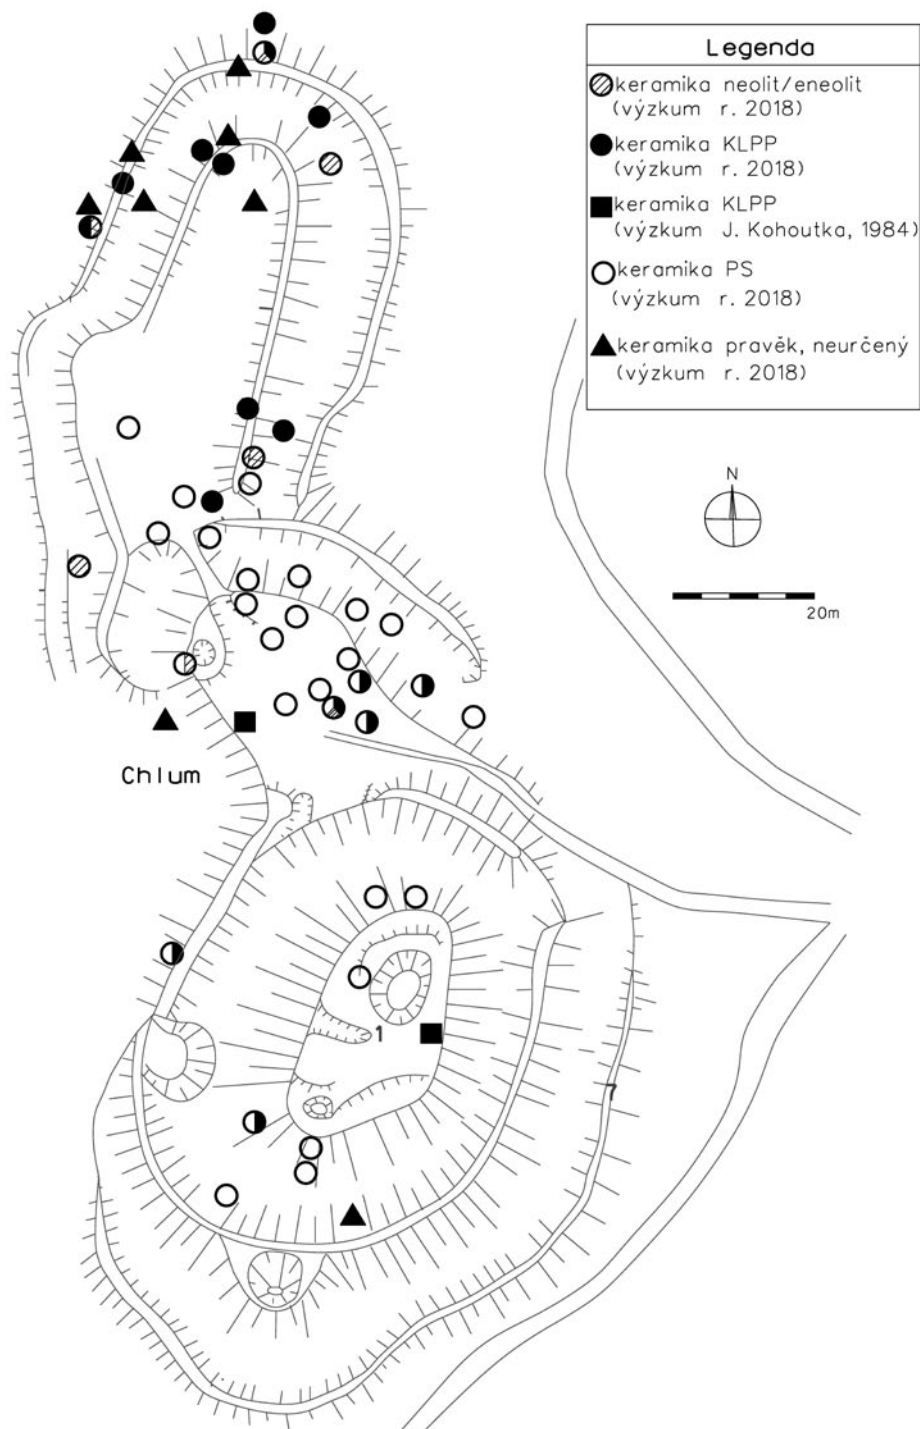 Legenda
keramika neolit/eneolit
(výzkum r. 2018)
keramika KLPP
(výzkum r. 2018)
keramika KLPP
(výzkum J. Kohoutka, 1984)
keramika PS
(výzkum r. 2018)
keramika pravěk, neurčený
(výzkum r. 2018)
N
20m
Chlum
1
7